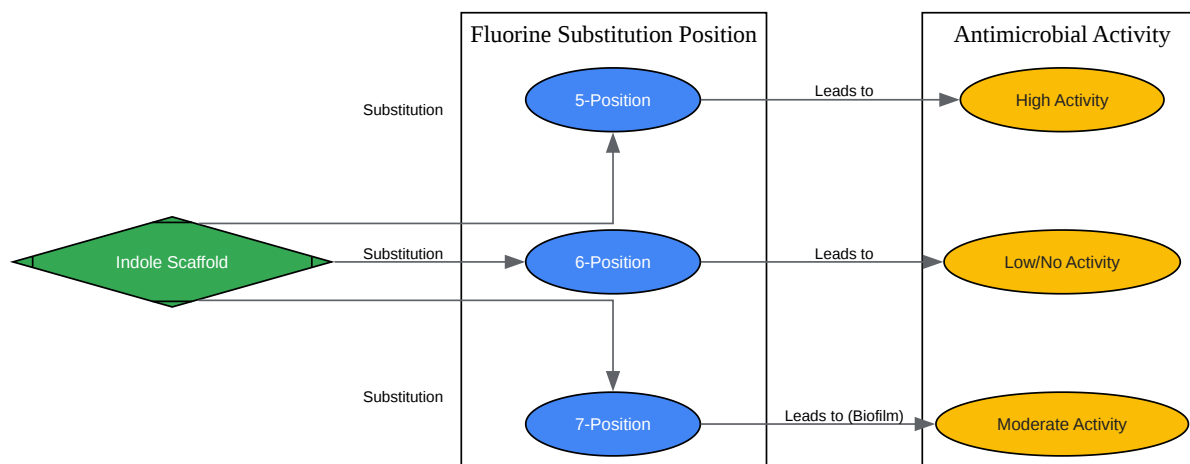 Fluorine Substitution Position
Antimicrobial Activity
Substitution
5-Position
Leads to
High Activity
Indole Scaffold
Substitution
6-Position
Leads to
Low/No Activity
Substitution
7-Position
Leads to (Biofilm)
Moderate Activity